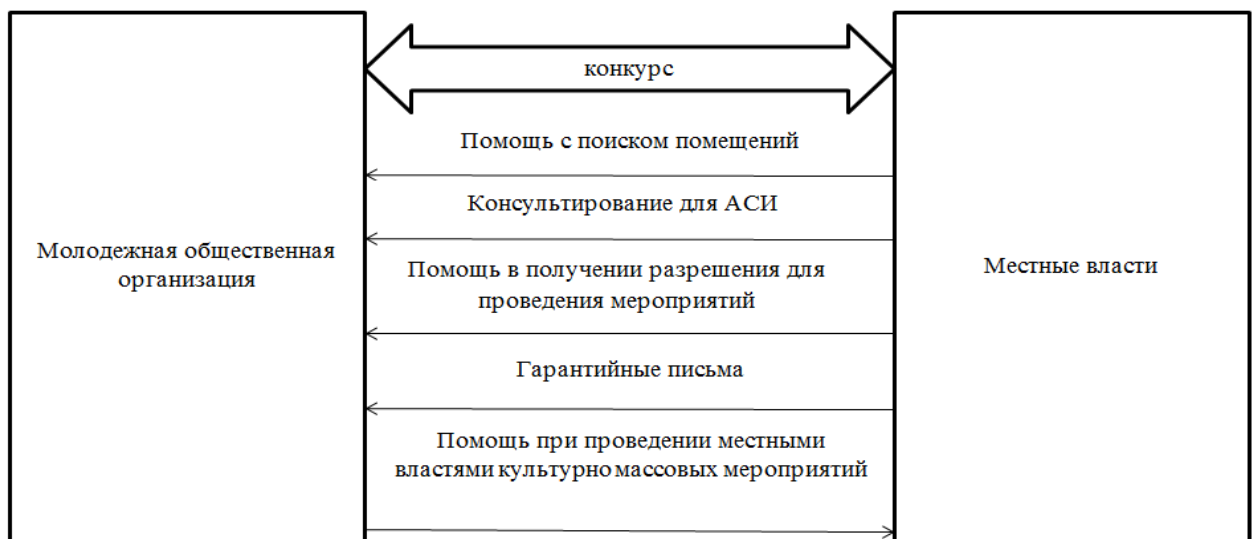 конкурс
Помощь с поиском помещений
Консультирование для АСИ
Молодежная общественная
организация
Помощь в получении разрешения для
проведения мероприятий
Местные власти
Гарантийные письма
Помощь при проведении местными
властями культурно массовых мероприятий